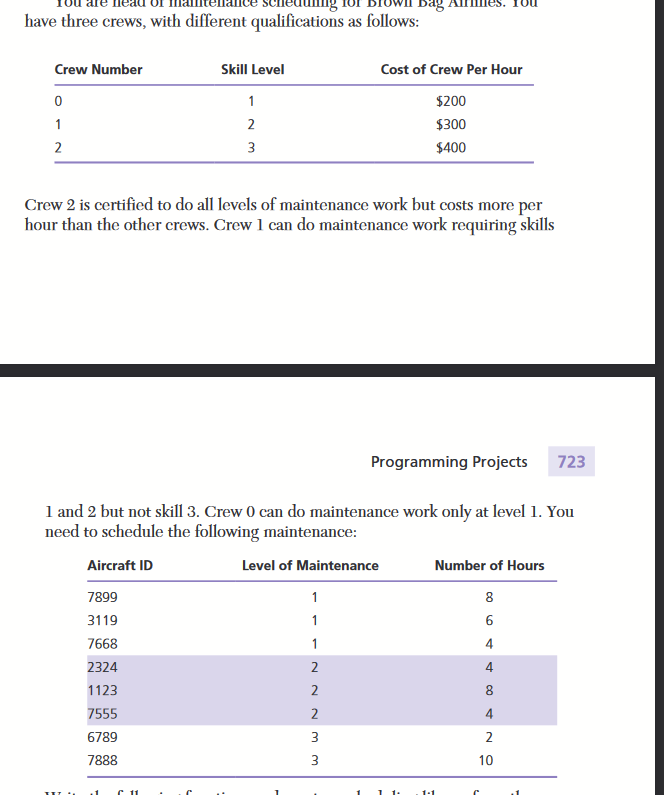 You are head of maintenance scheduling for Brown Bag Airlines. You
have three crews, with different qualifications as follows:
Crew Number Skill Level Cost of Crew Per Hour
0 1 $200
1 2 $300
2 3 $400
Crew 2 is certified to do all levels of maintenance work but costs more per
hour than the other crews. Crew 1 can do maintenance work requiring skills
Programming Projects 723
1 and 2 but not skill 3. Crew 0 can do maintenance work only at level 1. You
need to schedule the following maintenance:
Aircraft ID Level of Maintenance Number of Hours
7899 1 8
3119 1 6
7668 1 4
2324 2 4
1123 2 8
7555 2 4
6789 3 2
7888 3 10